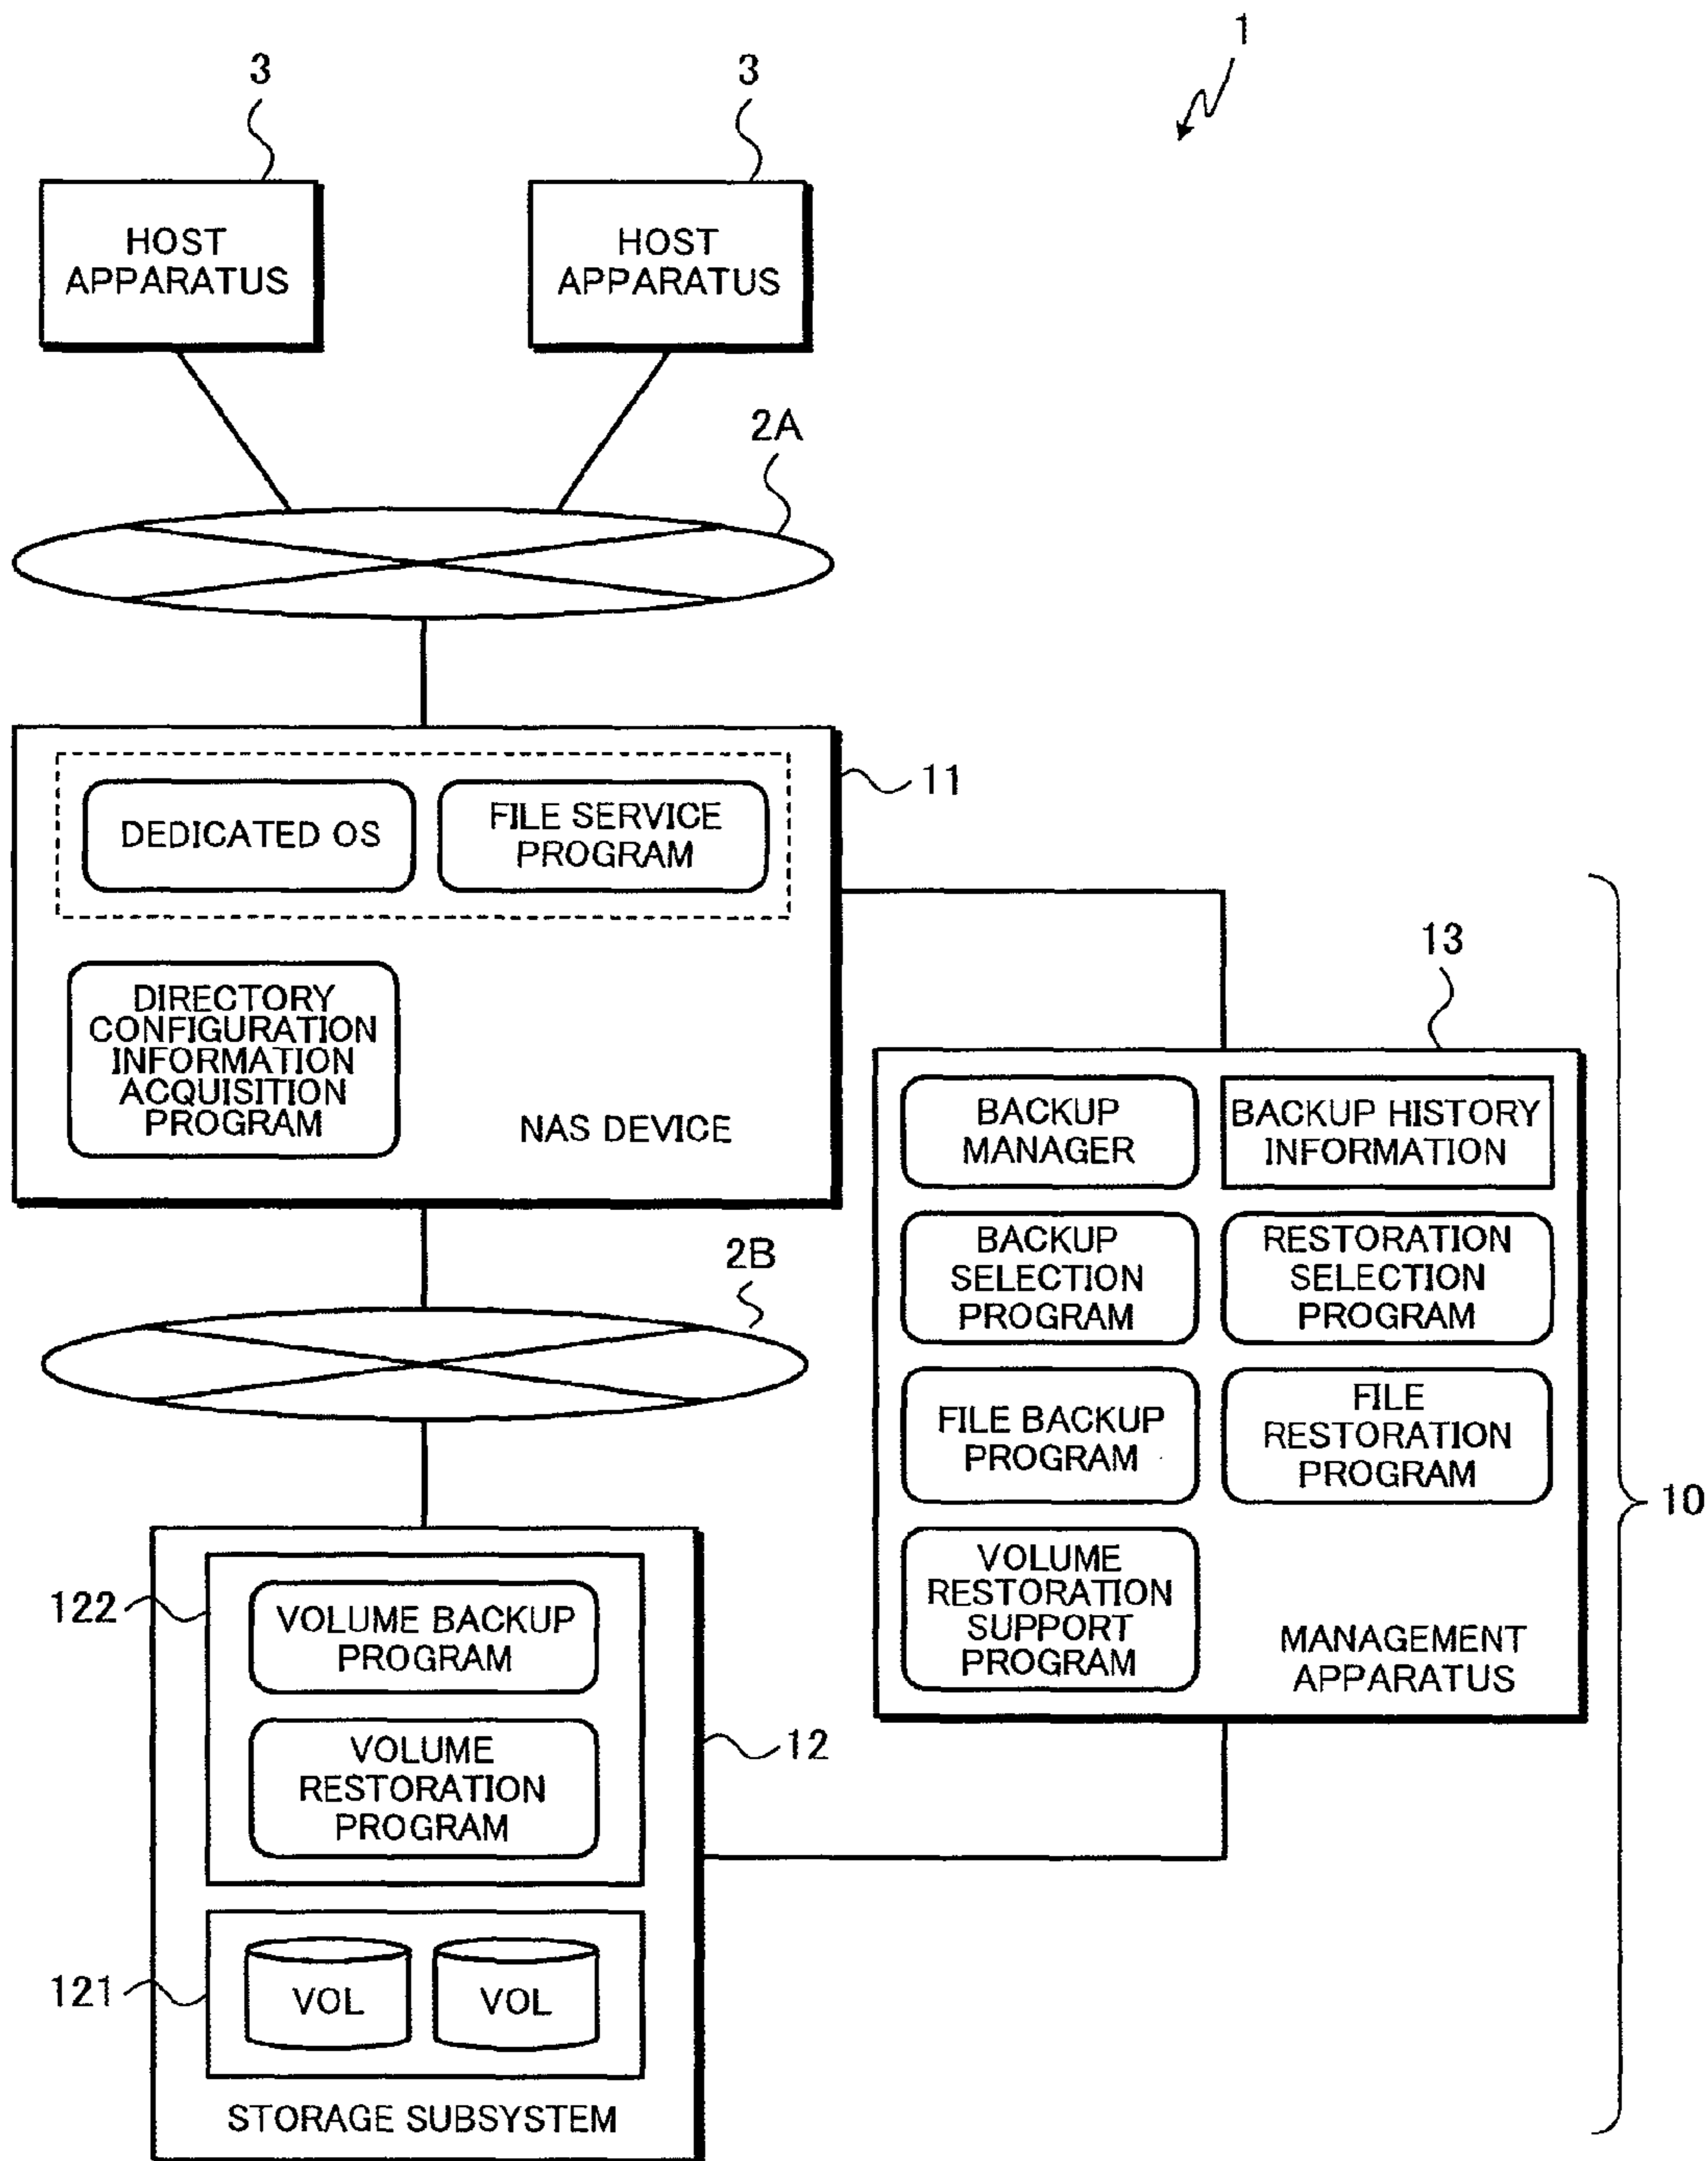 1
3
3
HOST
APPARATUS
HOST
APPARATUS
2A
11
DEDICATED OS
FILE SERVICE
PROGRAM
DIRECTORY
CONFIGURATION
INFORMATION
ACQUISITION
PROGRAM
NAS DEVICE
13
BACKUP
MANAGER
BACKUP HISTORY
INFORMATION
BACKUP
SELECTION
PROGRAM
RESTORATION
SELECTION
PROGRAM
FILE BACKUP
PROGRAM
FILE
RESTORATION
PROGRAM
VOLUME
RESTORATION
SUPPORT
PROGRAM
MANAGEMENT
APPARATUS
10
2B
122
VOLUME BACKUP
PROGRAM
VOLUME
RESTORATION
PROGRAM
12
121
VOL
VOL
STORAGE SUBSYSTEM